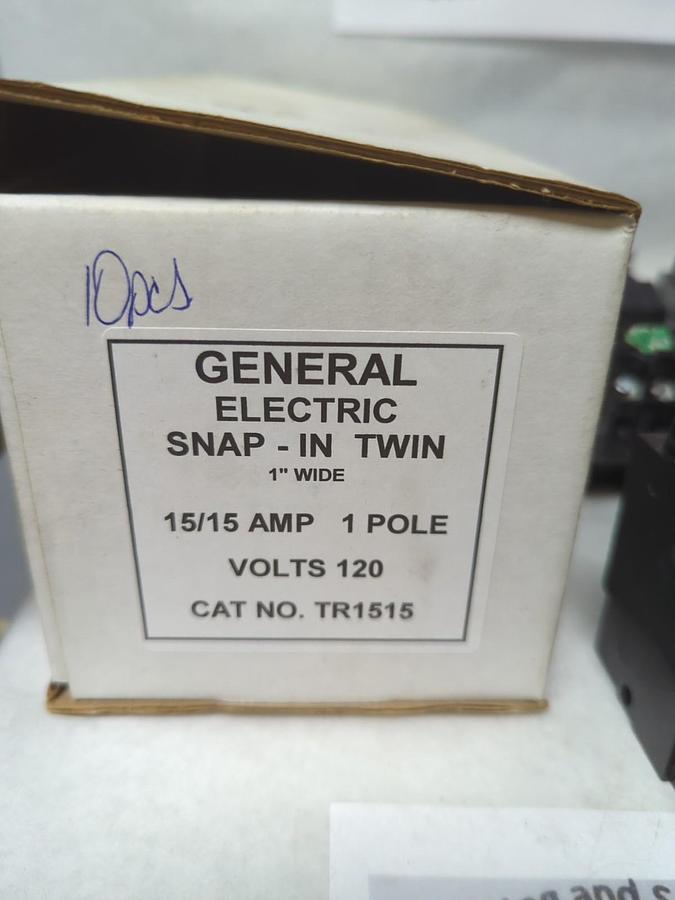 10pcs
GENERAL
ELECTRIC
SNAP - IN TWIN
1" WIDE
15/15 AMP 1 POLE
VOLTS 120
CAT NO. TR1515